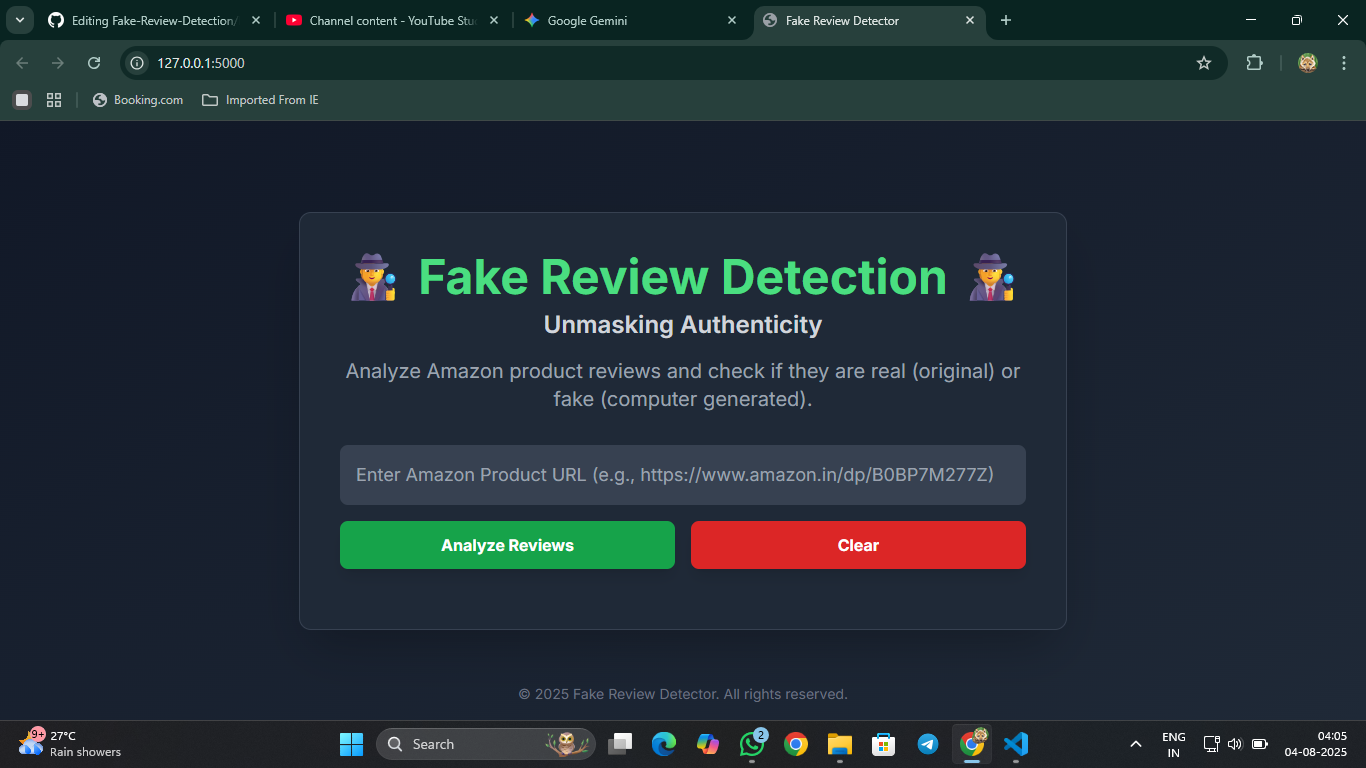 Editing Fake-Review-Detection/
Channel content - YouTube Stu
Google Gemini
Fake Review Detector
127.0.0.1:5000
Booking.com
Imported From IE
Fake Review Detection
Unmasking Authenticity
Analyze Amazon product reviews and check if they are real (original) or
fake (computer generated).
Enter Amazon Product URL (e.g., https://www.amazon.in/dp/B0BP7M277Z)
Analyze Reviews
Clear
© 2025 Fake Review Detector. All rights reserved.
9+
27°C
Rain showers
Search
2
ENG
IN
04:05
04-08-2025